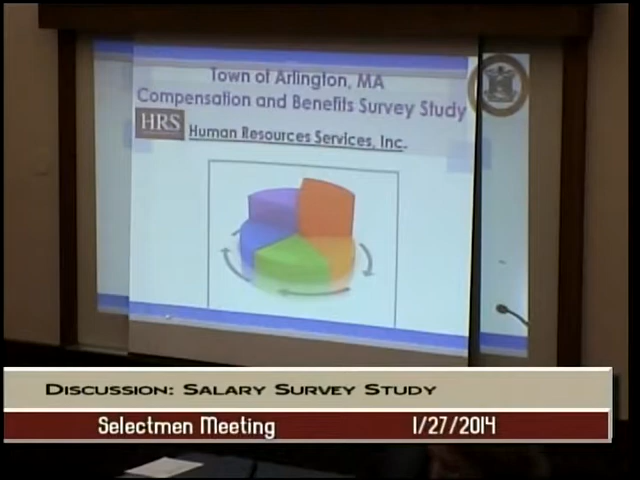 Town of Arlington, MA
Compensation and Benefits Survey Study
HRS
Human Resources Services, Inc.
Discussion: Salary Survey Study
Selectmen Meeting 1/27/2014